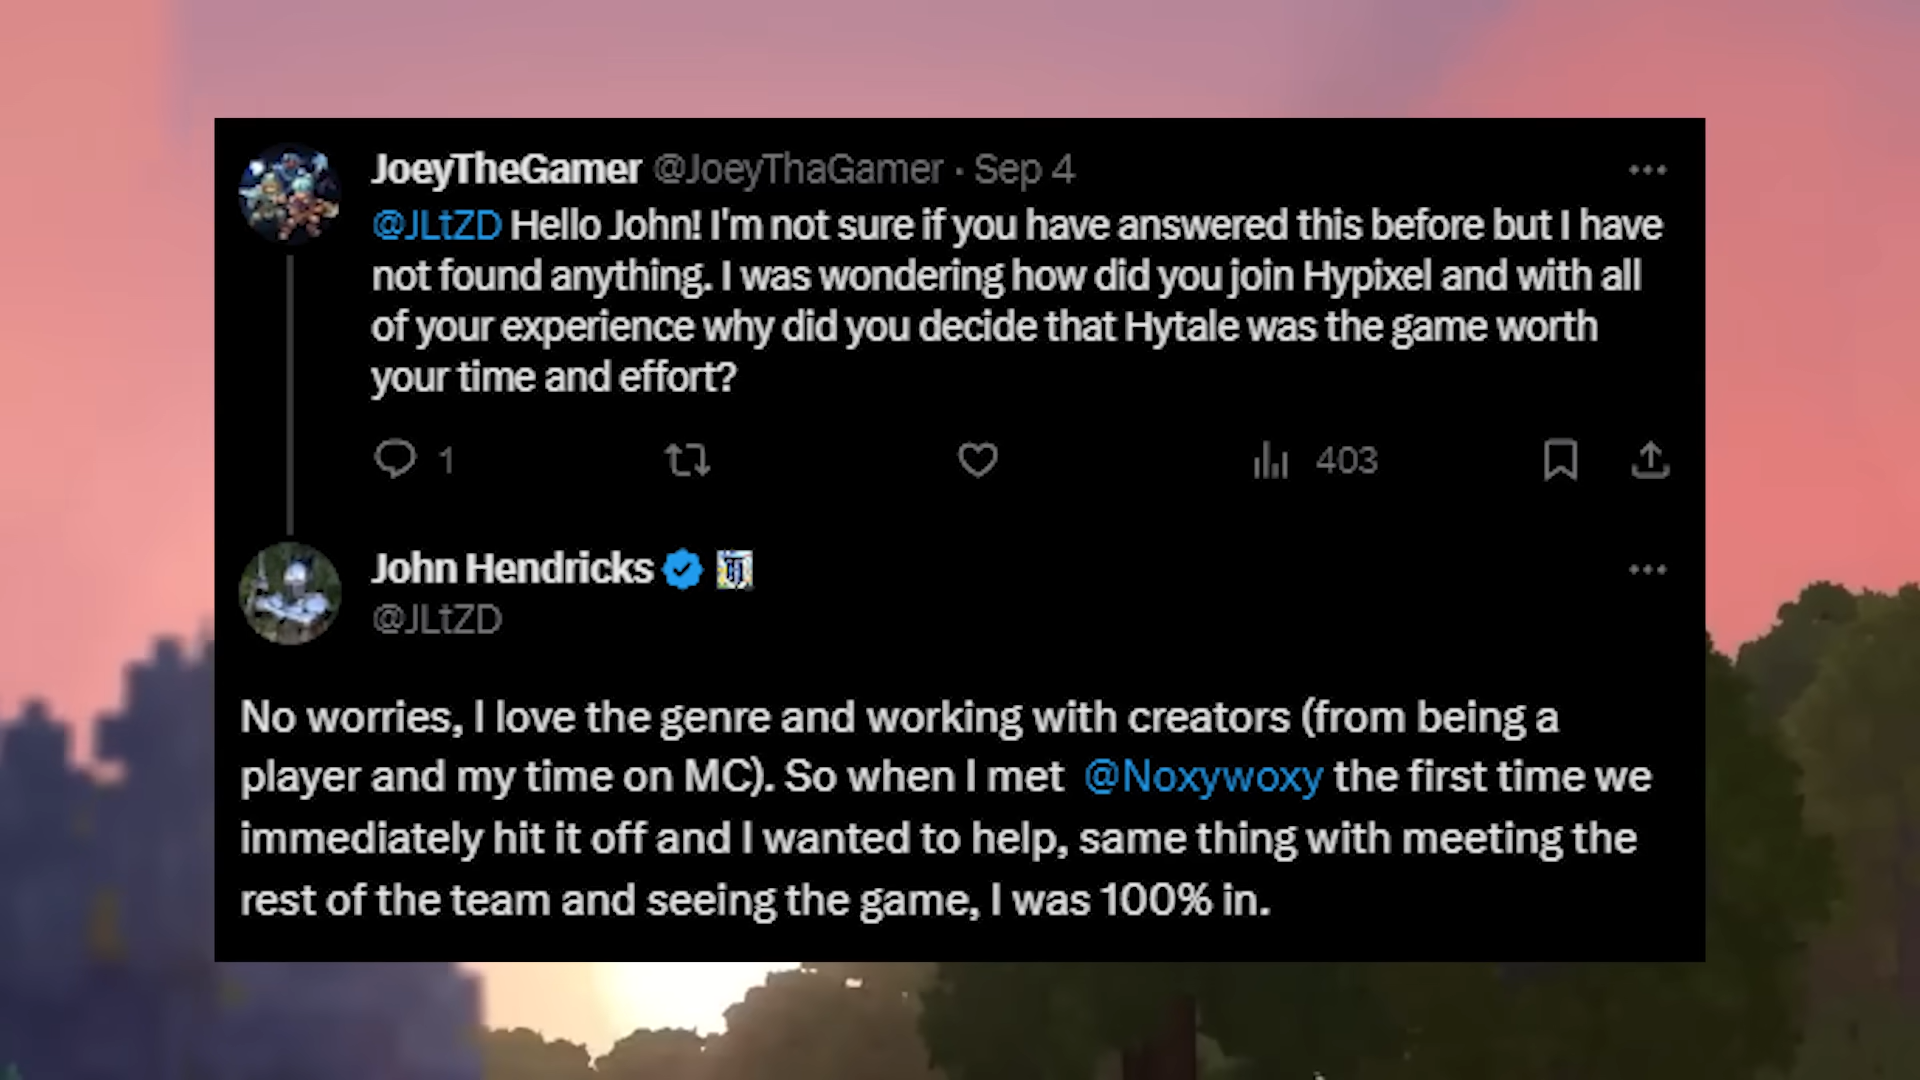 JoeyTheGamer @JoeyThaGamer · Sep 4
@JLtZD Hello John! I'm not sure if you have answered this before but I have
not found anything. I was wondering how did you join Hypixel and with all
of your experience why did you decide that Hytale was the game worth
your time and effort?
1 403
John Hendricks
@JLtZD
No worries, I love the genre and working with creators (from being a
player and my time on MC). So when I met @Noxywoxy the first time we
immediately hit it off and I wanted to help, same thing with meeting the
rest of the team and seeing the game, I was 100% in.